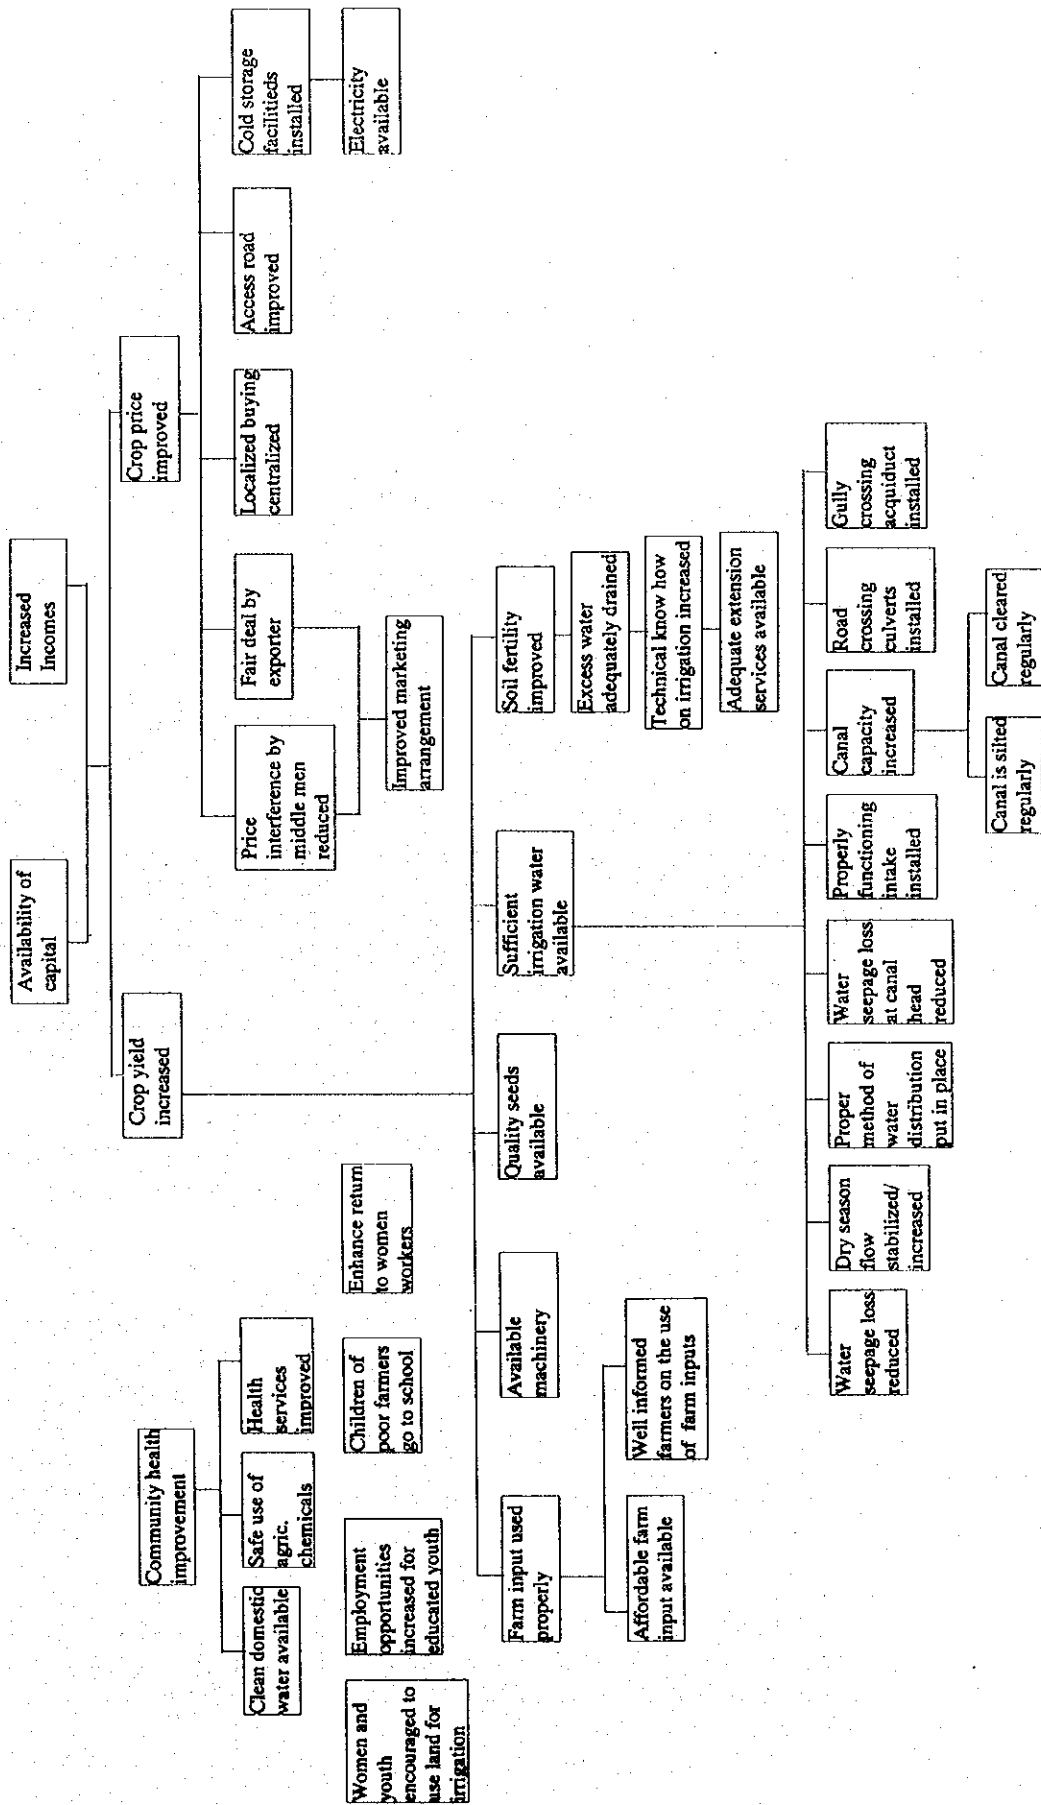 Availability of
capital
Increased
Incomes
Crop yield
increased
Crop price
improved
Community health
improvement
Clean domestic
water available
Safe use of
agric.
chemicals
Health
services
improved
Price
interference by
middle men
reduced
Fair deal by
exporter
Localized buying
centralized
Access road
improved
Cold storage
facilitieds
installed
Women and
youth
encouraged to
use land for
irrigation
Employment
opportunities
increased for
educated youth
Children of
poor farmers
go to school
Enhance return
to women
workers
Improved marketing
arrangement
Electricity
available
Farm input used
properly
Available
machinery
Quality seeds
available
Sufficient
irrigation water
available
Soil fertility
improved
Excess water
adequately drained
Technical know how
on irrigation increased
Adequate extension
services available
Affordable farm
input available
Well informed
farmers on the use
of farm inputs
Water
seepage loss
reduced
Dry season
flow
stabilized/
increased
Proper
method of
water
distribution
put in place
Water
seepage loss
at canal
head
reduced
Properly
functioning
intake
installed
Canal
capacity
increased
Road
crossing
culverts
installed
Gully
crossing
acquiduct
installed
Canal is silted
regularly
Canal cleared
regularly